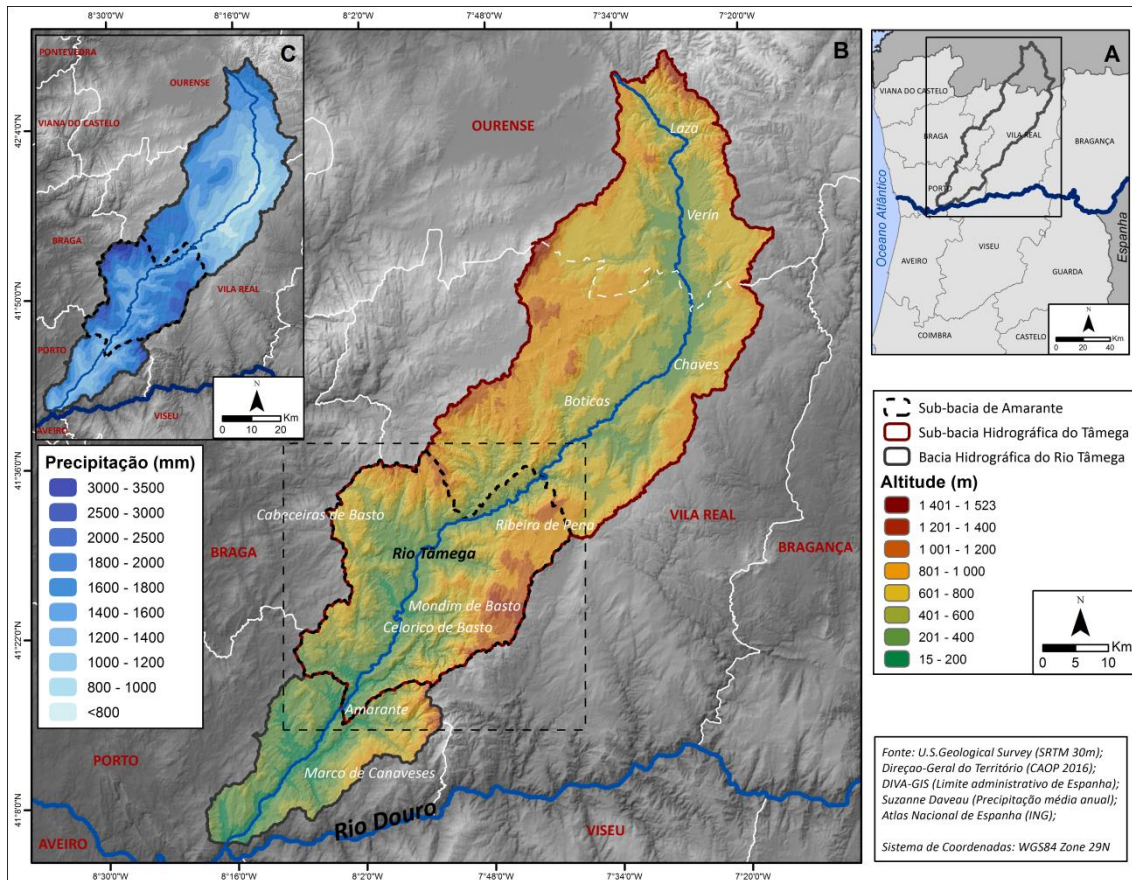 8°30'0"W
8°16'0"W
8°2'0"W
7°48'0"W
7°34'0"W
7°20'0"W
C
PONTEVEDRA
OURENSE
VIANA DO CASTELO
BRAGA
VILA REAL
PORTO
VISEU
AVEIRO
N
0 10 20
Km
42°4'0"N
41°50'0"N
41°36'0"N
41°22'0"N
41°8'0"N
Precipitação (mm)
3000 - 3500
2500 - 3000
2000 - 2500
1800 - 2000
1600 - 1800
1400 - 1600
1200 - 1400
1000 - 1200
800 - 1000
<800
B
OURENSE
Laza
Verín
Chaves
Boticas
Cabeceiras de Basto
Ribeira de Pena
VILA REAL
BRAGANÇA
BRAGA
Rio Tâmega
Mondim de Basto
Celorico de Basto
Amarante
PORTO
Marco de Canaveses
Rio Douro
AVEIRO
VISEU
8°30'0"W
8°16'0"W
8°2'0"W
7°48'0"W
7°34'0"W
7°20'0"W
A
VIANA DO CASTELO
BRAGA
VILA REAL
BRAGANÇA
PORTO
Oceano Atlântico
Espanha
AVEIRO
VISEU
GUARDA
COIMBRA
CASTELO
N
0 20 40
Km
Sub-bacia de Amarante
Sub-bacia Hidrográfica do Tâmega
Bacia Hidrográfica do Rio Tâmega
Altitude (m)
1 401 - 1 523
1 201 - 1 400
1 001 - 1 200
801 - 1 000
601 - 800
401 - 600
201 - 400
15 - 200
N
Km
0 5 10
Fonte: U.S.Geological Survey (SRTM 30m);
Direçao-Geral do Território (CAOP 2016);
DIVA-GIS (Limite administrativo de Espanha);
Suzanne Daveau (Precipitação média anual);
Atlas Nacional de Espanha (ING);
Sistema de Coordenadas: WGS84 Zone 29N